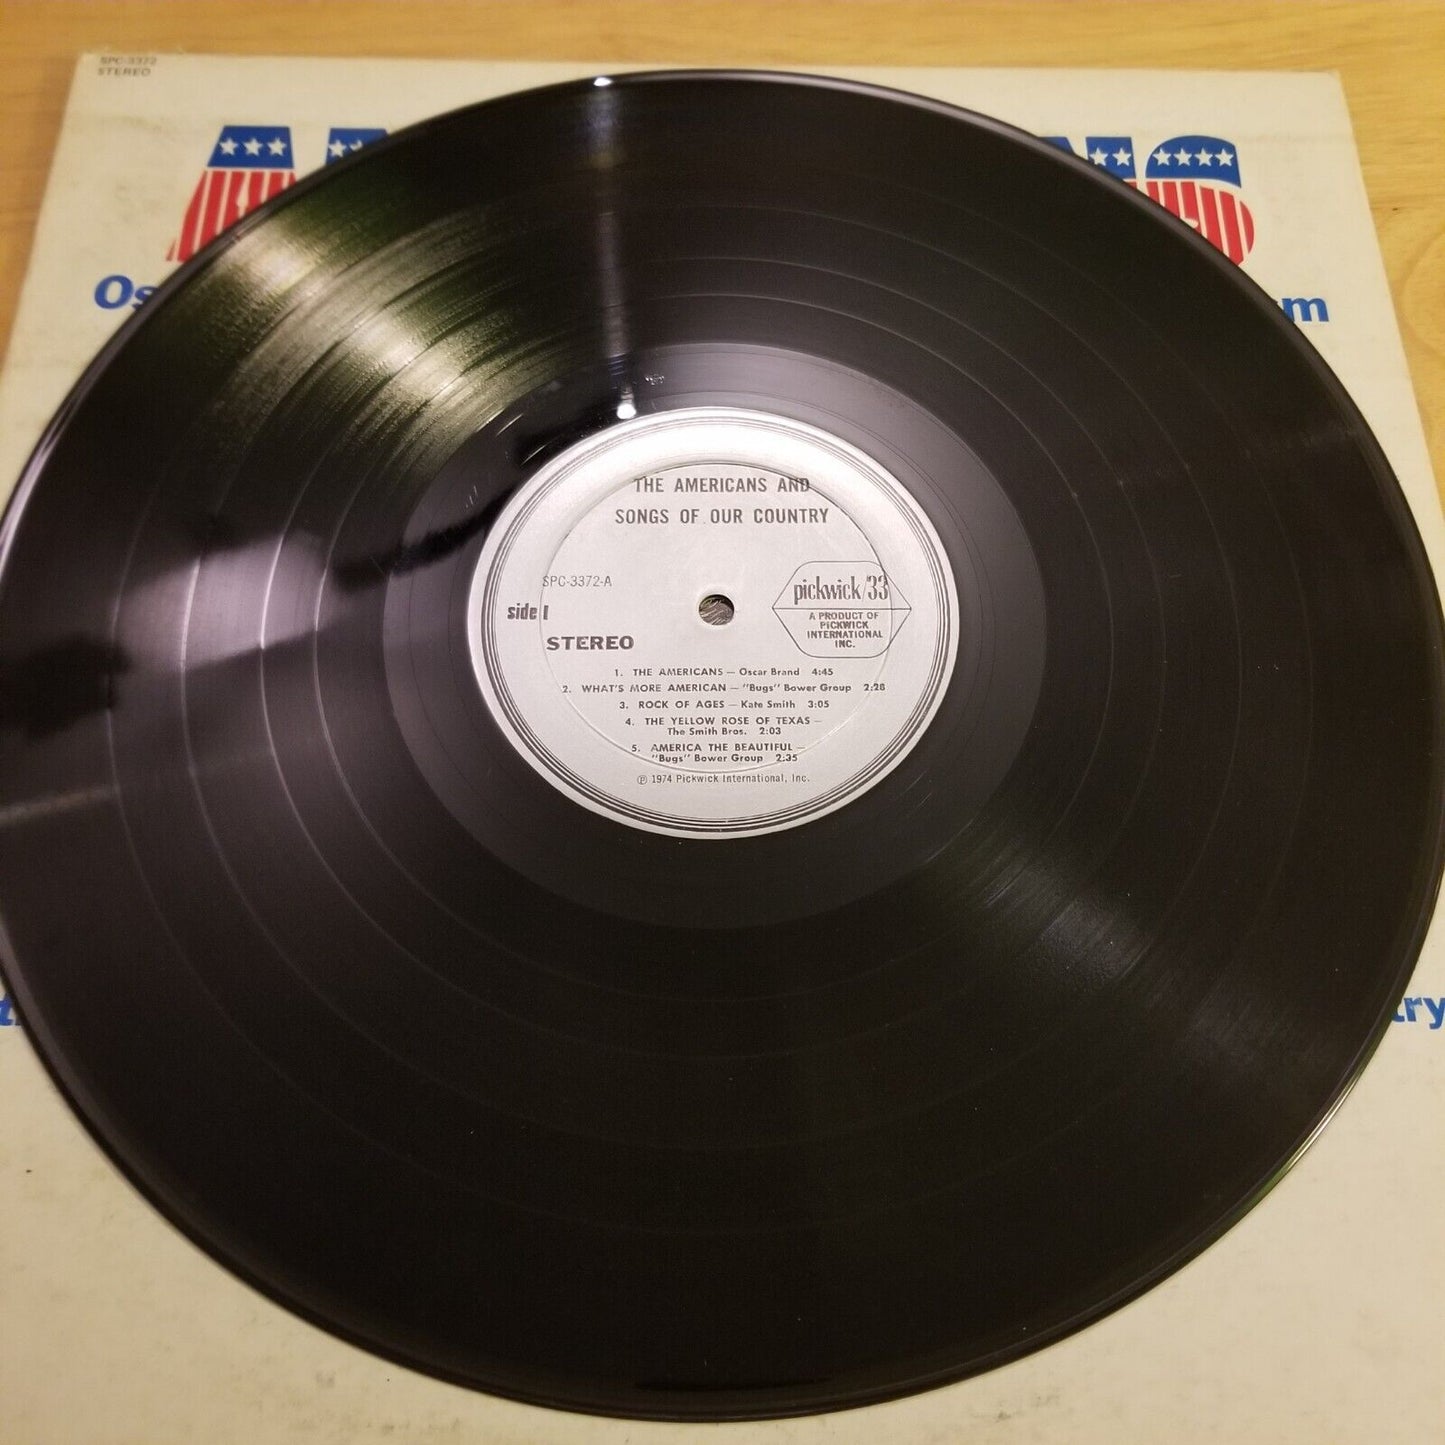 SPC-3372
STEREO
THE AMERICANS AND
SONGS OF OUR COUNTRY
SPC-3372-A
side 1
STEREO
pickwick/33
A PRODUCT OF
PICKWICK
INTERNATIONAL
INC.
1. THE AMERICANS — Oscar Brand 4:45
2. WHAT'S MORE AMERICAN — "Bugs" Bower Group 2:28
3. ROCK OF AGES — Kate Smith 3:05
4. THE YELLOW ROSE OF TEXAS —
The Smith Bros. 2:03
5. AMERICA THE BEAUTIFUL —
"Bugs" Bower Group 2:35
℗ 1974 Pickwick International, Inc.